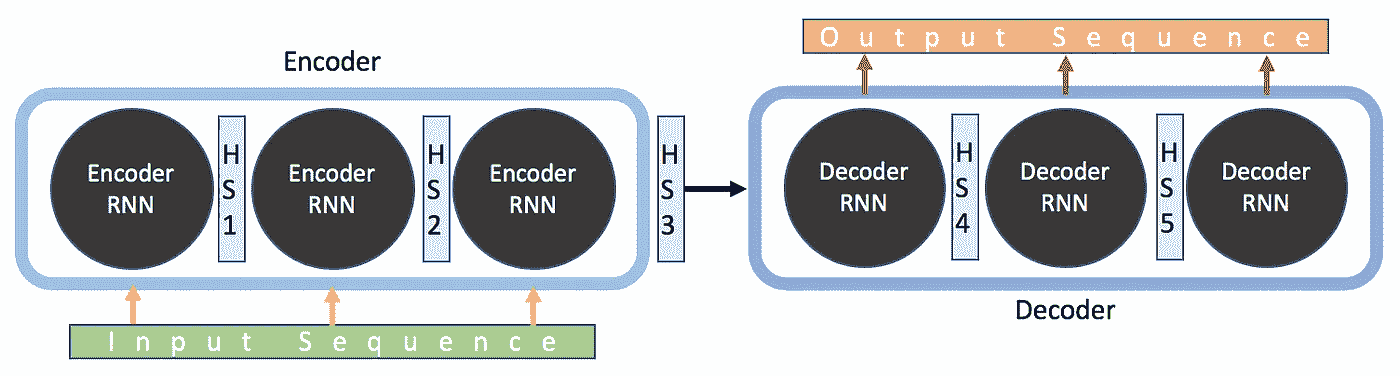 Output Sequence
Encoder
Encoder
RNN
HS1
Encoder
RNN
HS2
Encoder
RNN
HS3
Decoder
RNN
HS4
Decoder
RNN
HS5
Decoder
RNN
Input Sequence
Decoder